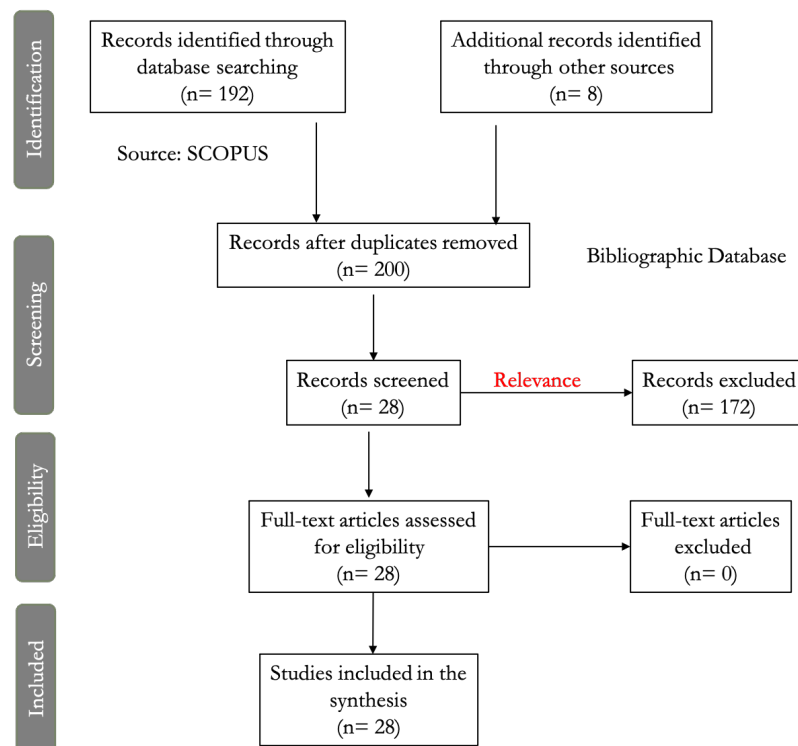 Identification
Records identified through
database searching
(n= 192)
Additional records identified
through other sources
(n= 8)
Source: SCOPUS
Screening
Records after duplicates removed
(n= 200)
Bibliographic Database
Records screened
(n= 28)
Relevance
Records excluded
(n= 172)
Eligibility
Full-text articles assessed
for eligibility
(n= 28)
Full-text articles
excluded
(n= 0)
Included
Studies included in the
synthesis
(n= 28)